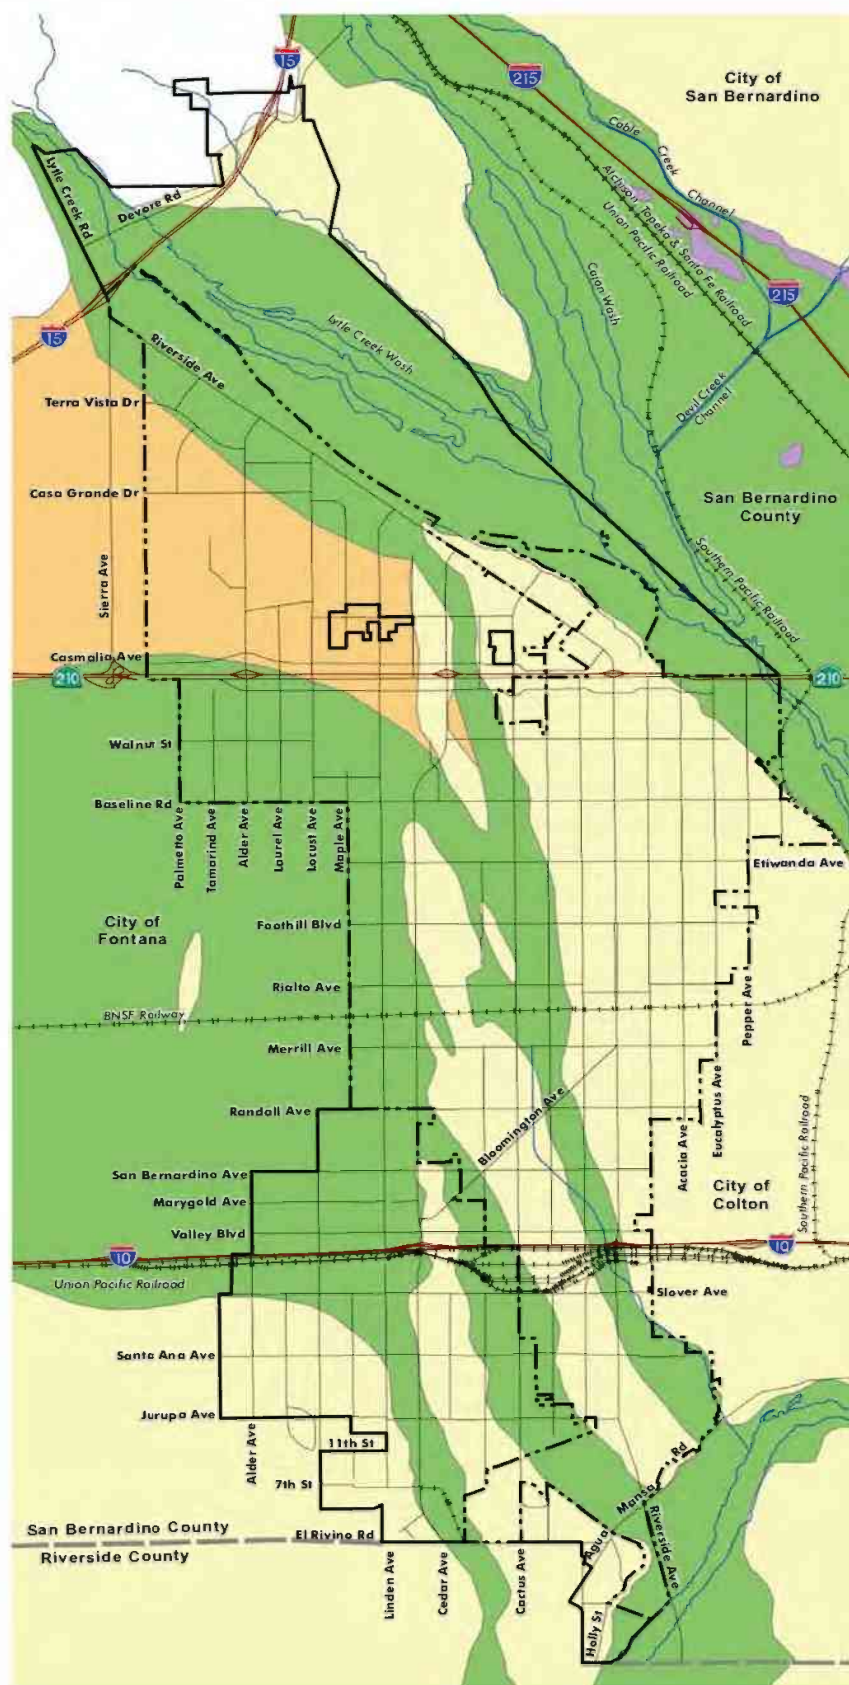 15
215
City of
San Bernardino
Cable
Creek
Channel
Lytle Creek Rd
Devore Rd
Atchison Topeka & Santa Fe Railroad
Union Pacific Railroad
Cajon Wash
215
15
Lytle Creek Wash
Riverside Ave
Devil Creek
Channel
Terra Vista Dr
Casa Grande Dr
San Bernardino
County
Sierra Ave
Southern Pacific Railroad
Casmalia Ave
210
210
Walnut St
Baseline Rd
Palmetto Ave
Tamarind Ave
Alder Ave
Laurel Ave
Locust Ave
Maple Ave
Etiwanda Ave
City of
Fontana
Foothill Blvd
Rialto Ave
Pepper Ave
BNSF Railway
Merrill Ave
Eucalyptus Ave
Randall Ave
Bloomington Ave
Acacia Ave
Southern Pacific Railroad
San Bernardino Ave
City of
Colton
Marygold Ave
Valley Blvd
10
10
Union Pacific Railroad
Slover Ave
Santa Ana Ave
Jurupa Ave
Alder Ave
11th St
7th St
Agua Mansa Rd
Riverside Ave
San Bernardino County
El Rivino Rd
Riverside County
Linden Ave
Cedar Ave
Cactus Ave
Holly St